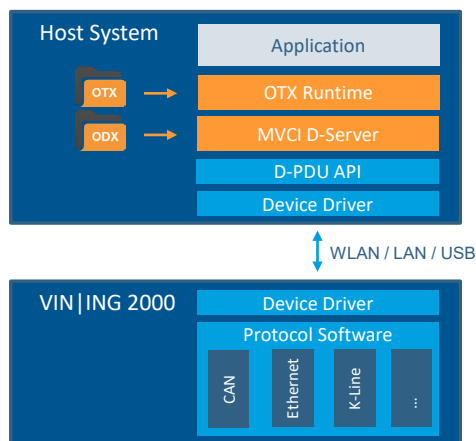 Host System
Application
OTX
OTX Runtime
ODX
MVCI D-Server
D-PDU API
Device Driver
WLAN / LAN / USB
VIN|ING 2000
Device Driver
Protocol Software
CAN
Ethernet
K-Line
...